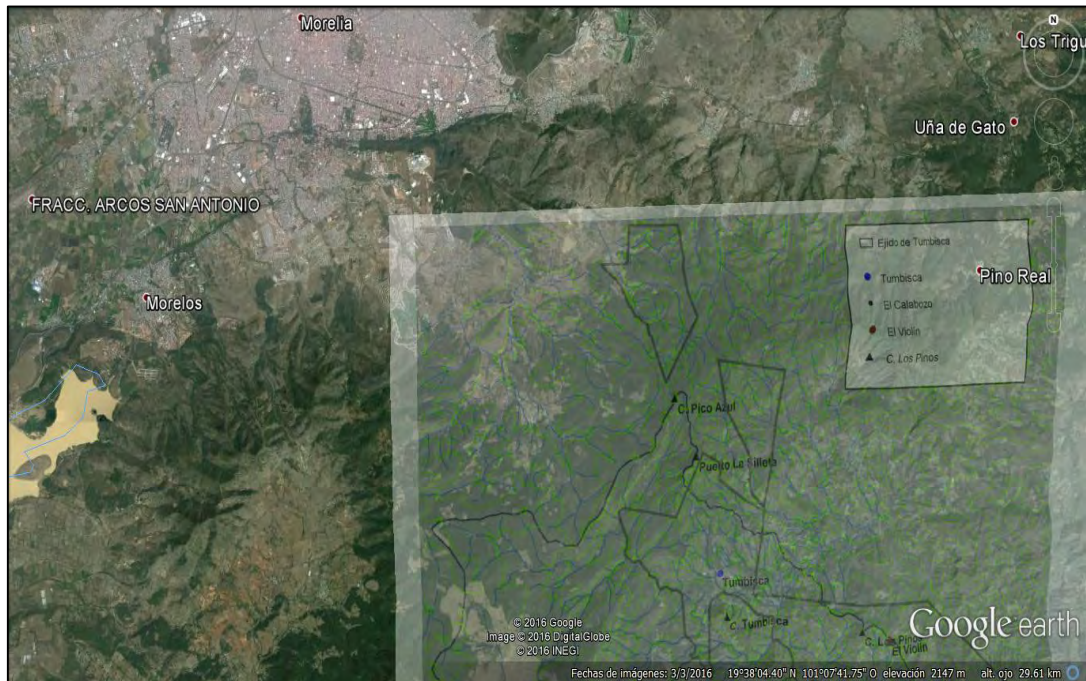 Morelia
Los Trigu
Uña de Gato
FRACC. ARCOS SAN ANTONIO
Ejido de Tumbisca
Pino Real
Tumbisca
Morelos
El Calabozo
El Violín
C. Los Pinos
C. Pico Azul
Puerto La Silleta
Tumbisca
C. Tumbisca
C. Los Pinos
El Violín
© 2016 Google
Image © 2016 DigitalGlobe
© 2016 INEGI
Google earth
Fechas de imágenes: 3/3/2016 19°38'04.40" N 101°07'41.75" O elevación 2147 m alt. ojo 29.61 km
N